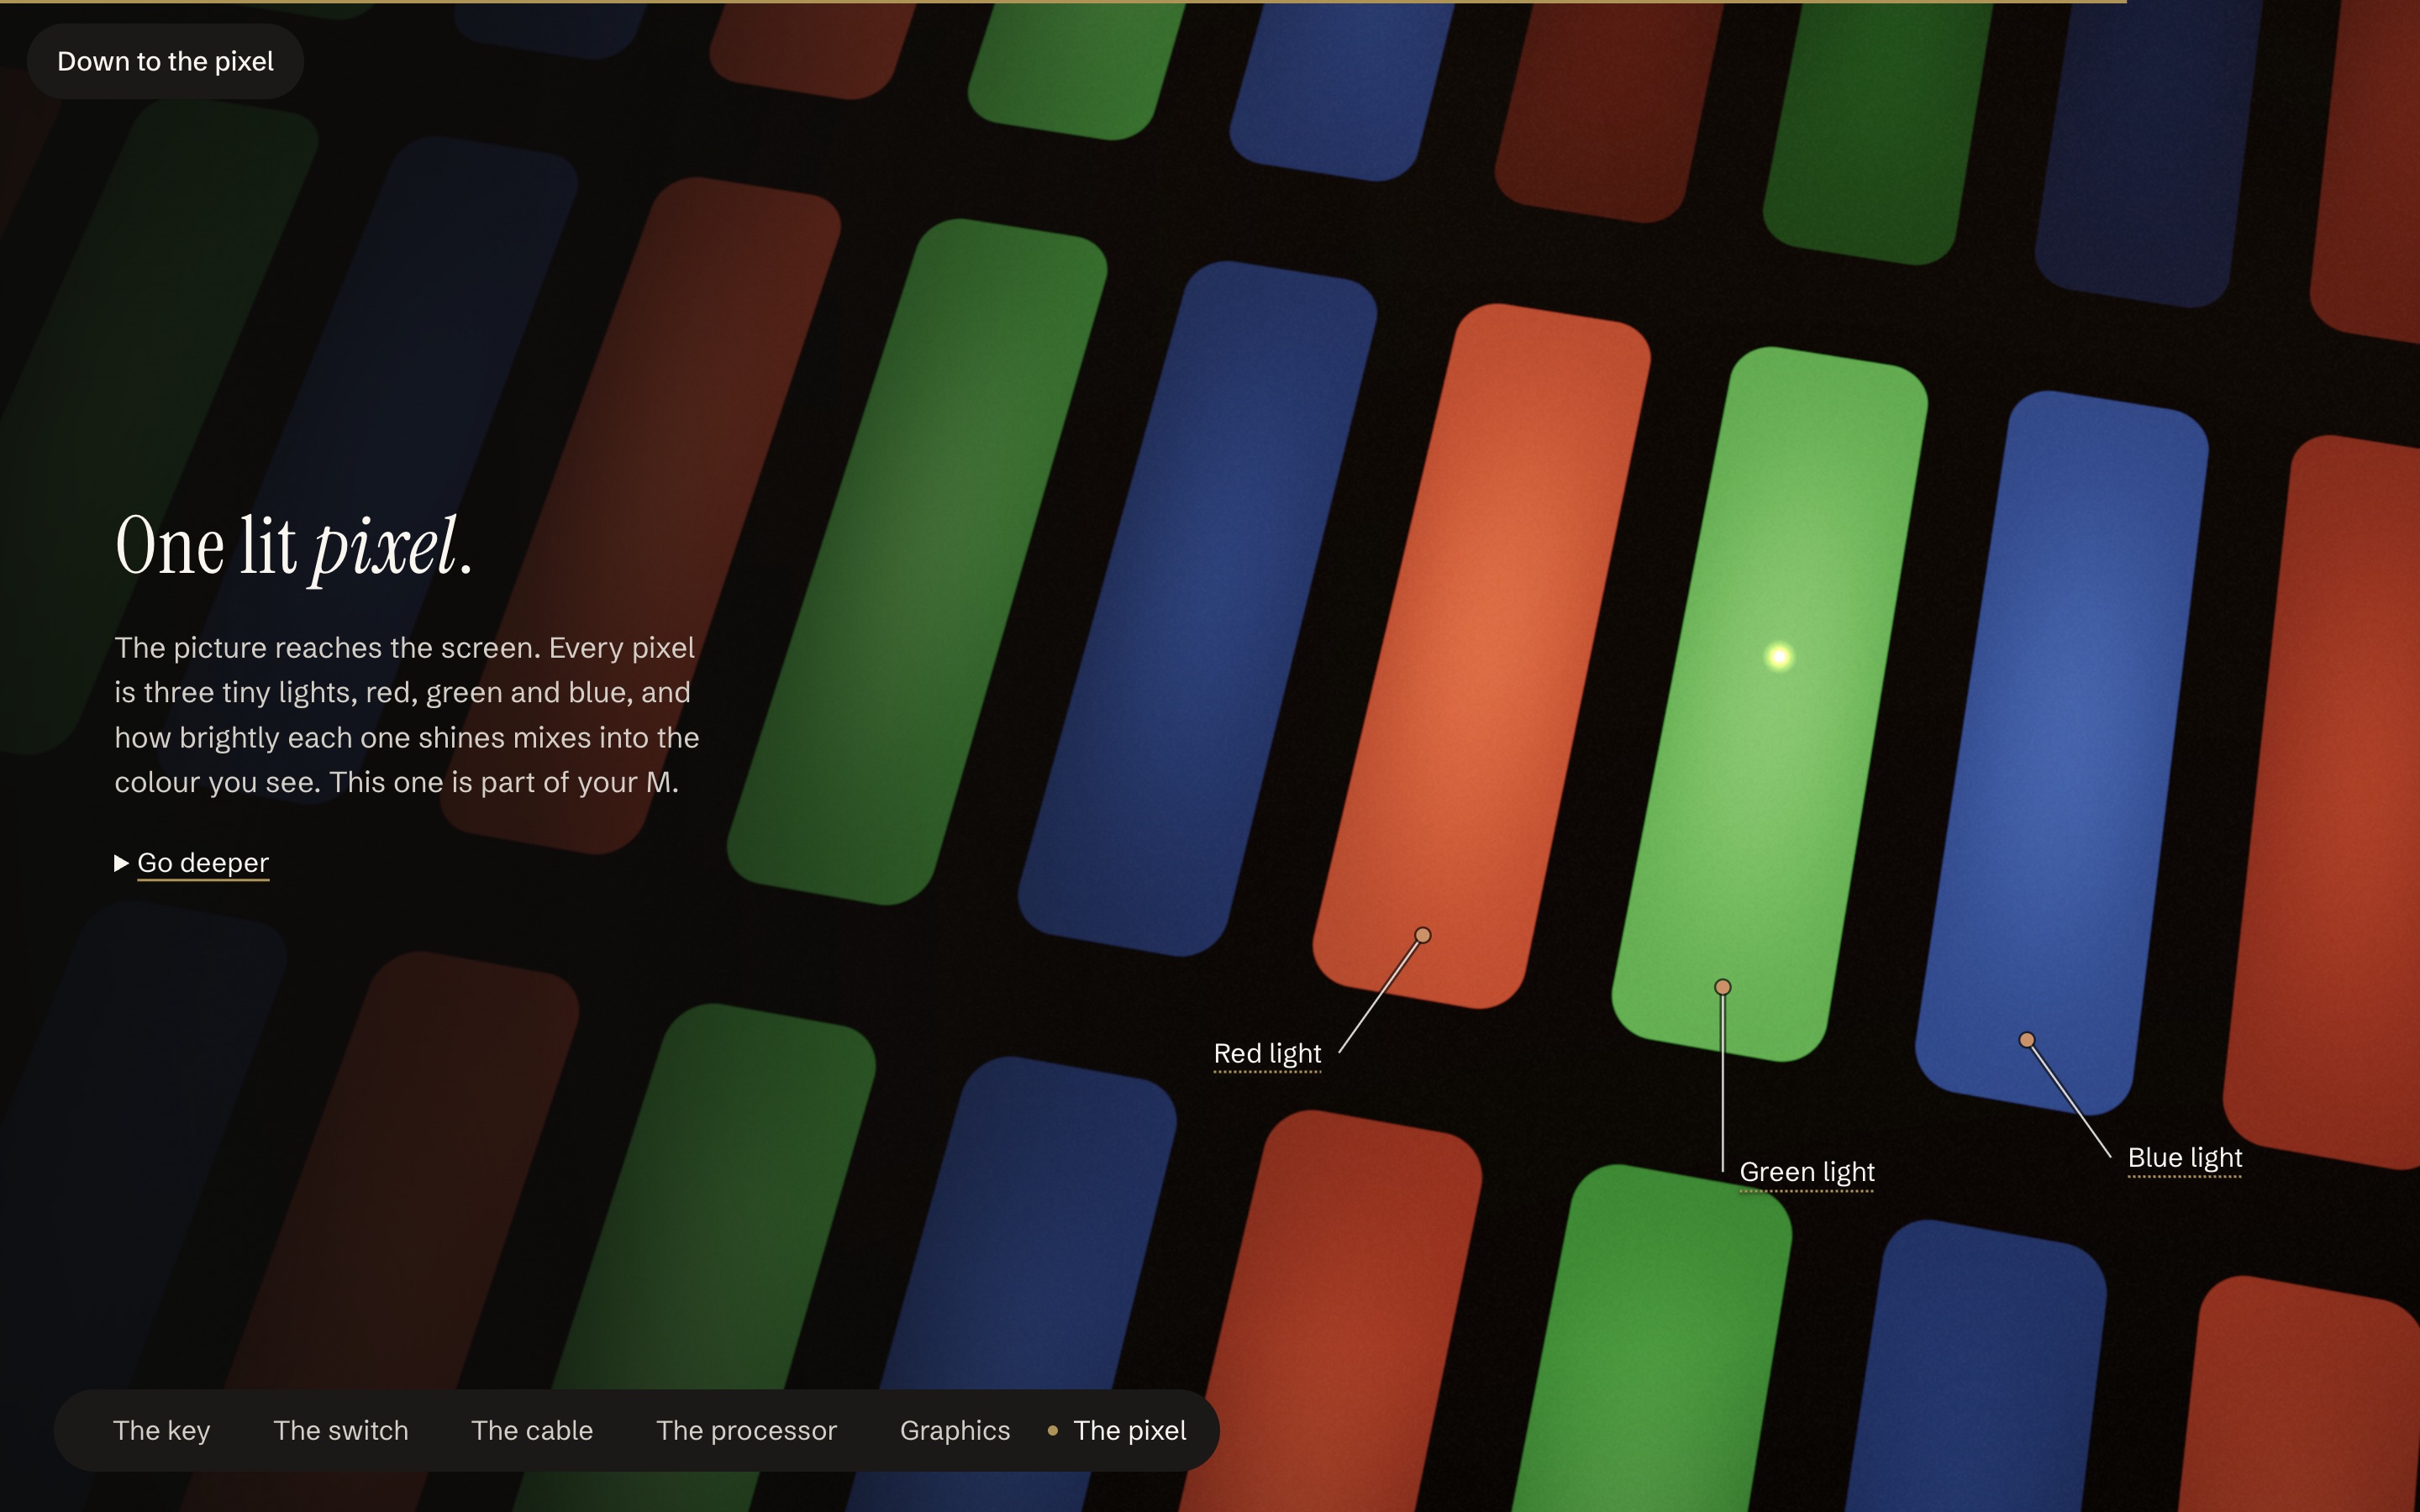 Down to the pixel
One lit pixel.
The picture reaches the screen. Every pixel
is three tiny lights, red, green and blue, and
how brightly each one shines mixes into the
colour you see. This one is part of your M.
Go deeper
Red light
Green light
Blue light
The key
The switch
The cable
The processor
Graphics
The pixel